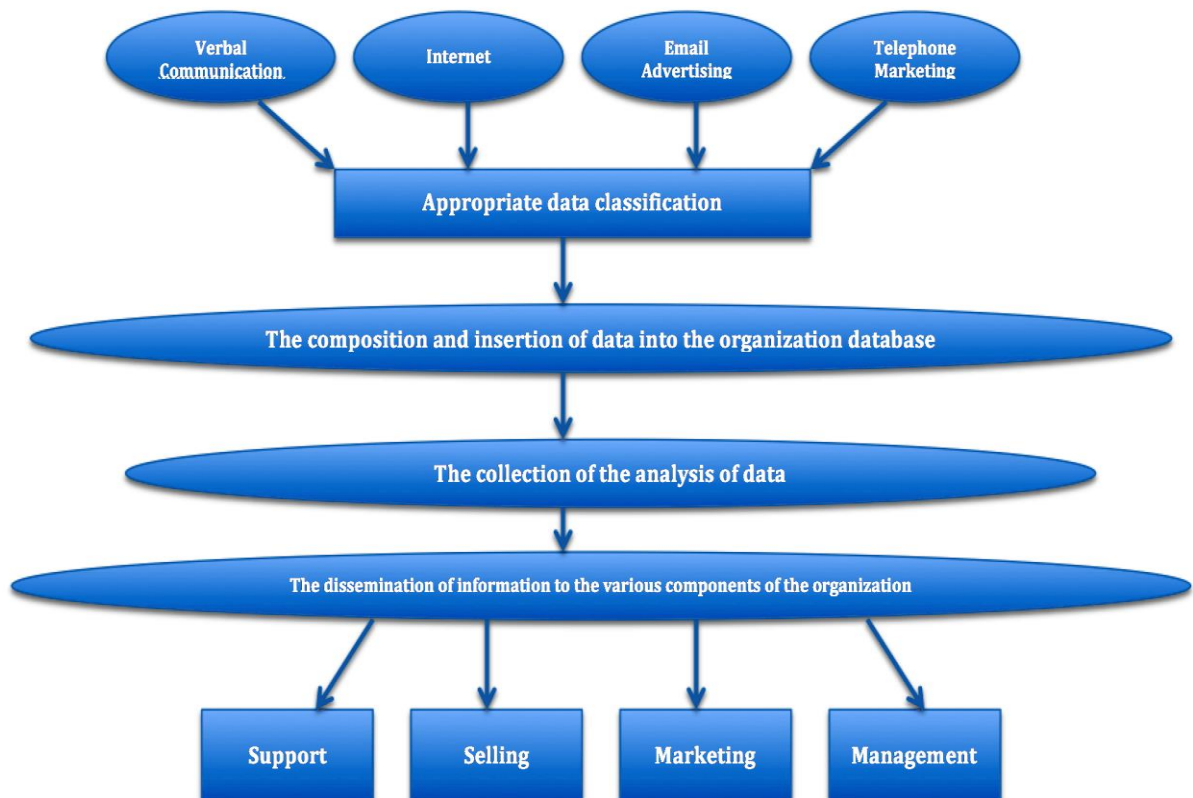 Verbal
Communication
Internet
Email
Advertising
Telephone
Marketing
Appropriate data classification
The composition and insertion of data into the organization database
The collection of the analysis of data
The dissemination of information to the various components of the organization
Support
Selling
Marketing
Management